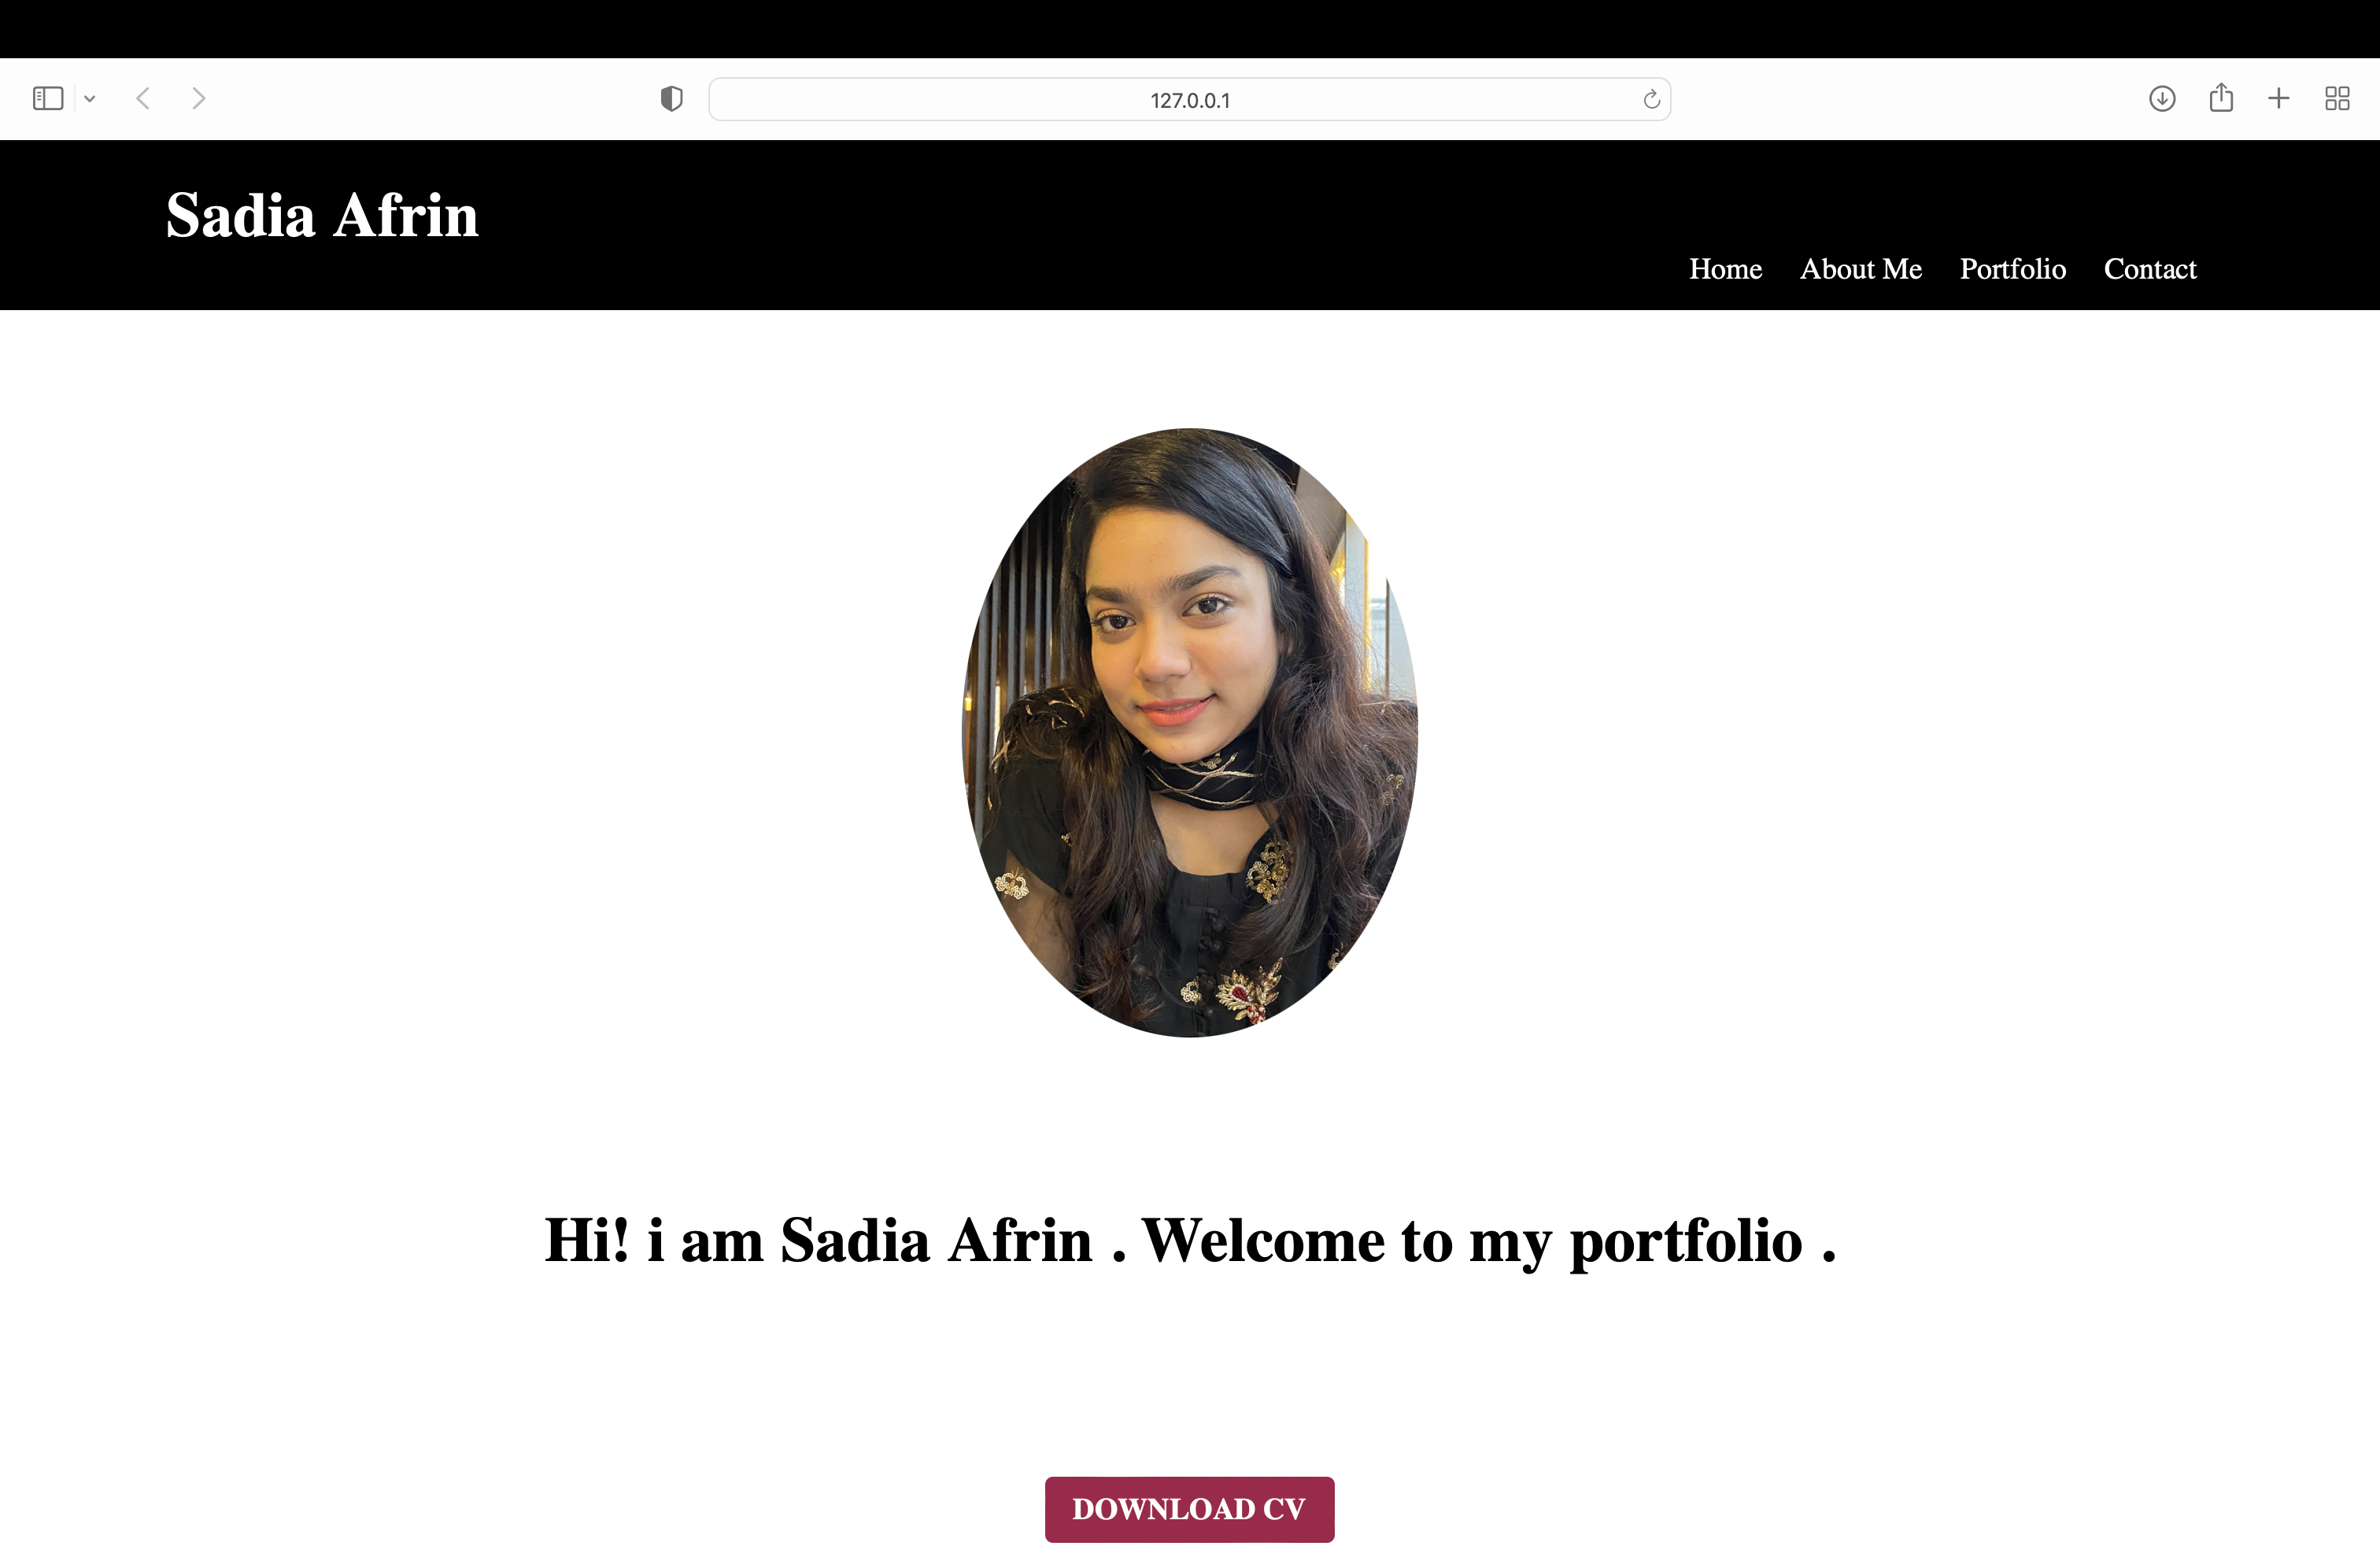 127.0.0.1
Sadia Afrin
Home About Me Portfolio Contact
Hi! i am Sadia Afrin . Welcome to my portfolio .
DOWNLOAD CV